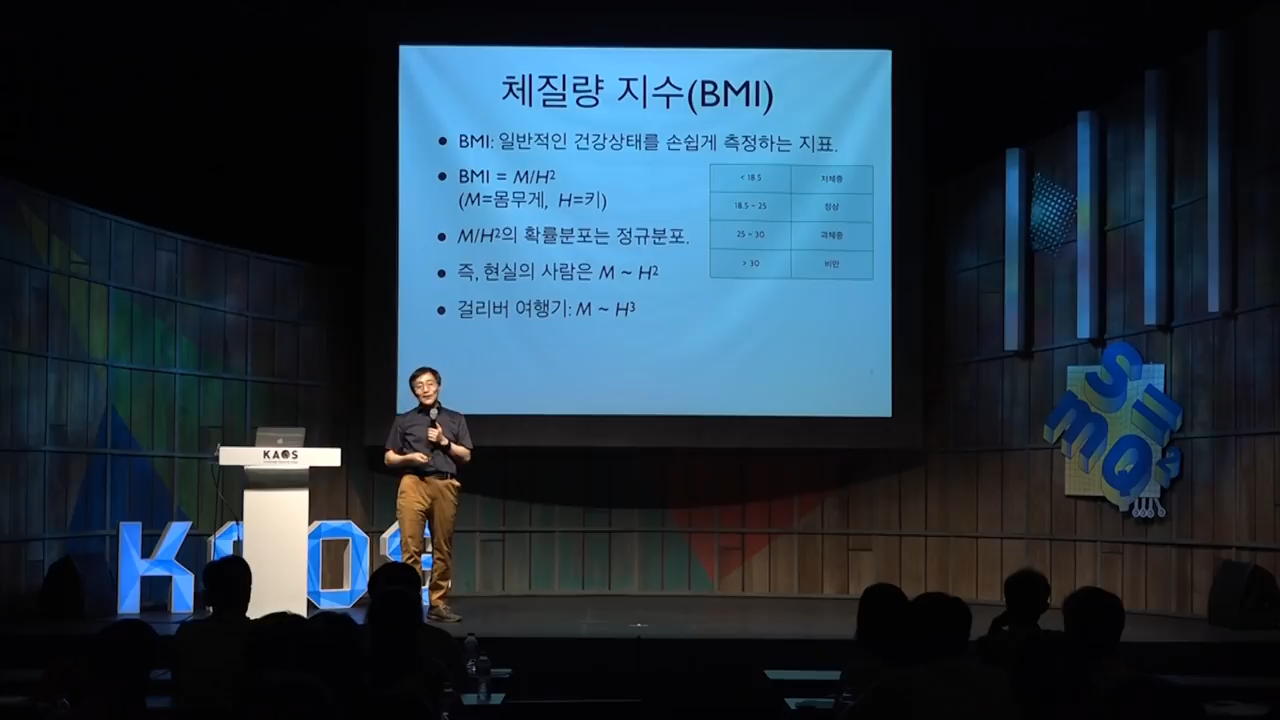 체질량 지수(BMI)
• BMI: 일반적인 건강상태를 손쉽게 측정하는 지표.
• BMI = M/H²
(M=몸무게, H=키)
• M/H²의 확률분포는 정규분포.
• 즉, 현실의 사람은 M ~ H²
• 걸리버 여행기: M ~ H³
< 18.5 저체중
18.5 ~ 25 정상
25 ~ 30 과체중
> 30 비만
KAOS
KAOS